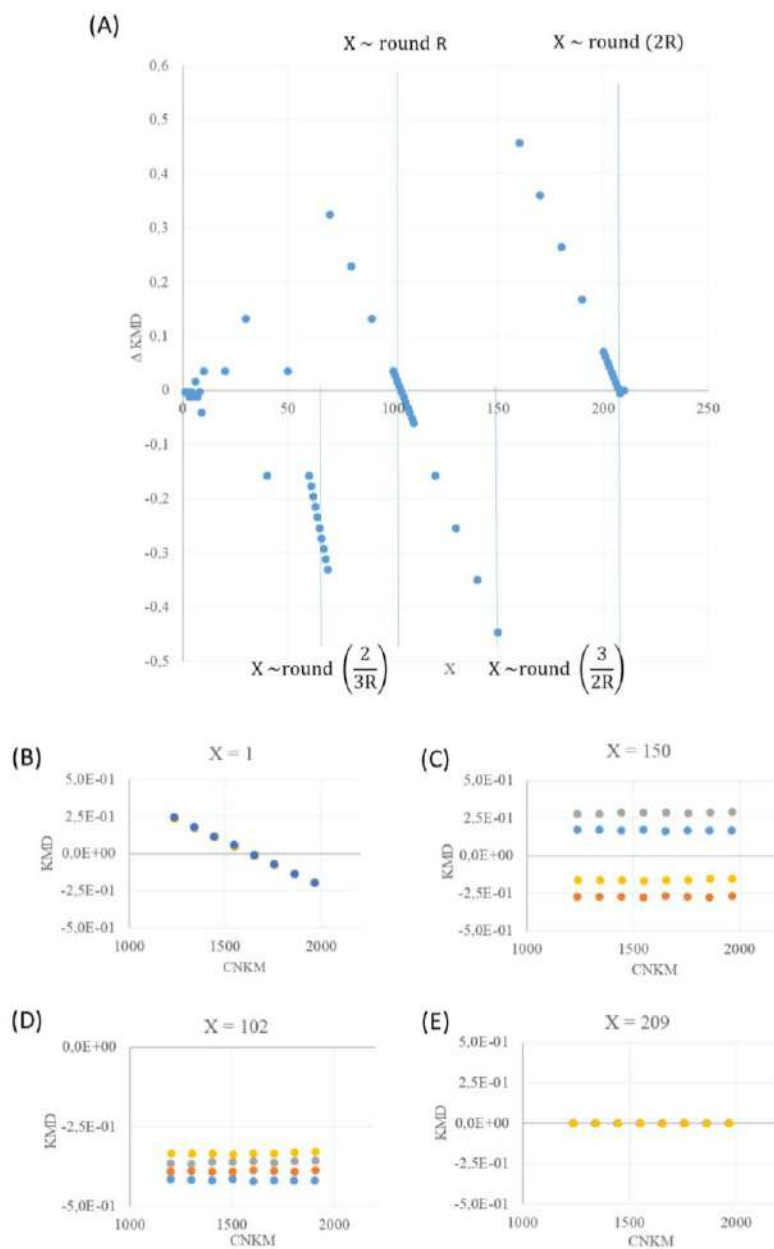 (A)
X ~ round R
X ~ round (2R)
0.6
0.5
0.4
0.3
0.2
0.1
0
-0.1
-0.2
-0.3
-0.4
-0.5
Δ KMD
0
50
100
150
200
250
X ~round (2/3R)
X
X ~round (3/2R)
(B)
X = 1
5,0E-01
2,5E-01
0,0E+00
-2,5E-01
-5,0E-01
KMD
1000
1500
2000
CNKM
(C)
X = 150
5,0E-01
2,5E-01
0,0E+00
-2,5E-01
-5,0E-01
KMD
1000
1500
2000
CNKM
(D)
X = 102
0,0E+00
-2,5E-01
-5,0E-01
KMD
1000
1500
2000
CNKM
(E)
X = 209
5,0E-01
2,5E-01
0,0E+00
-2,5E-01
-5,0E-01
KMD
1000
1500
2000
CNKM